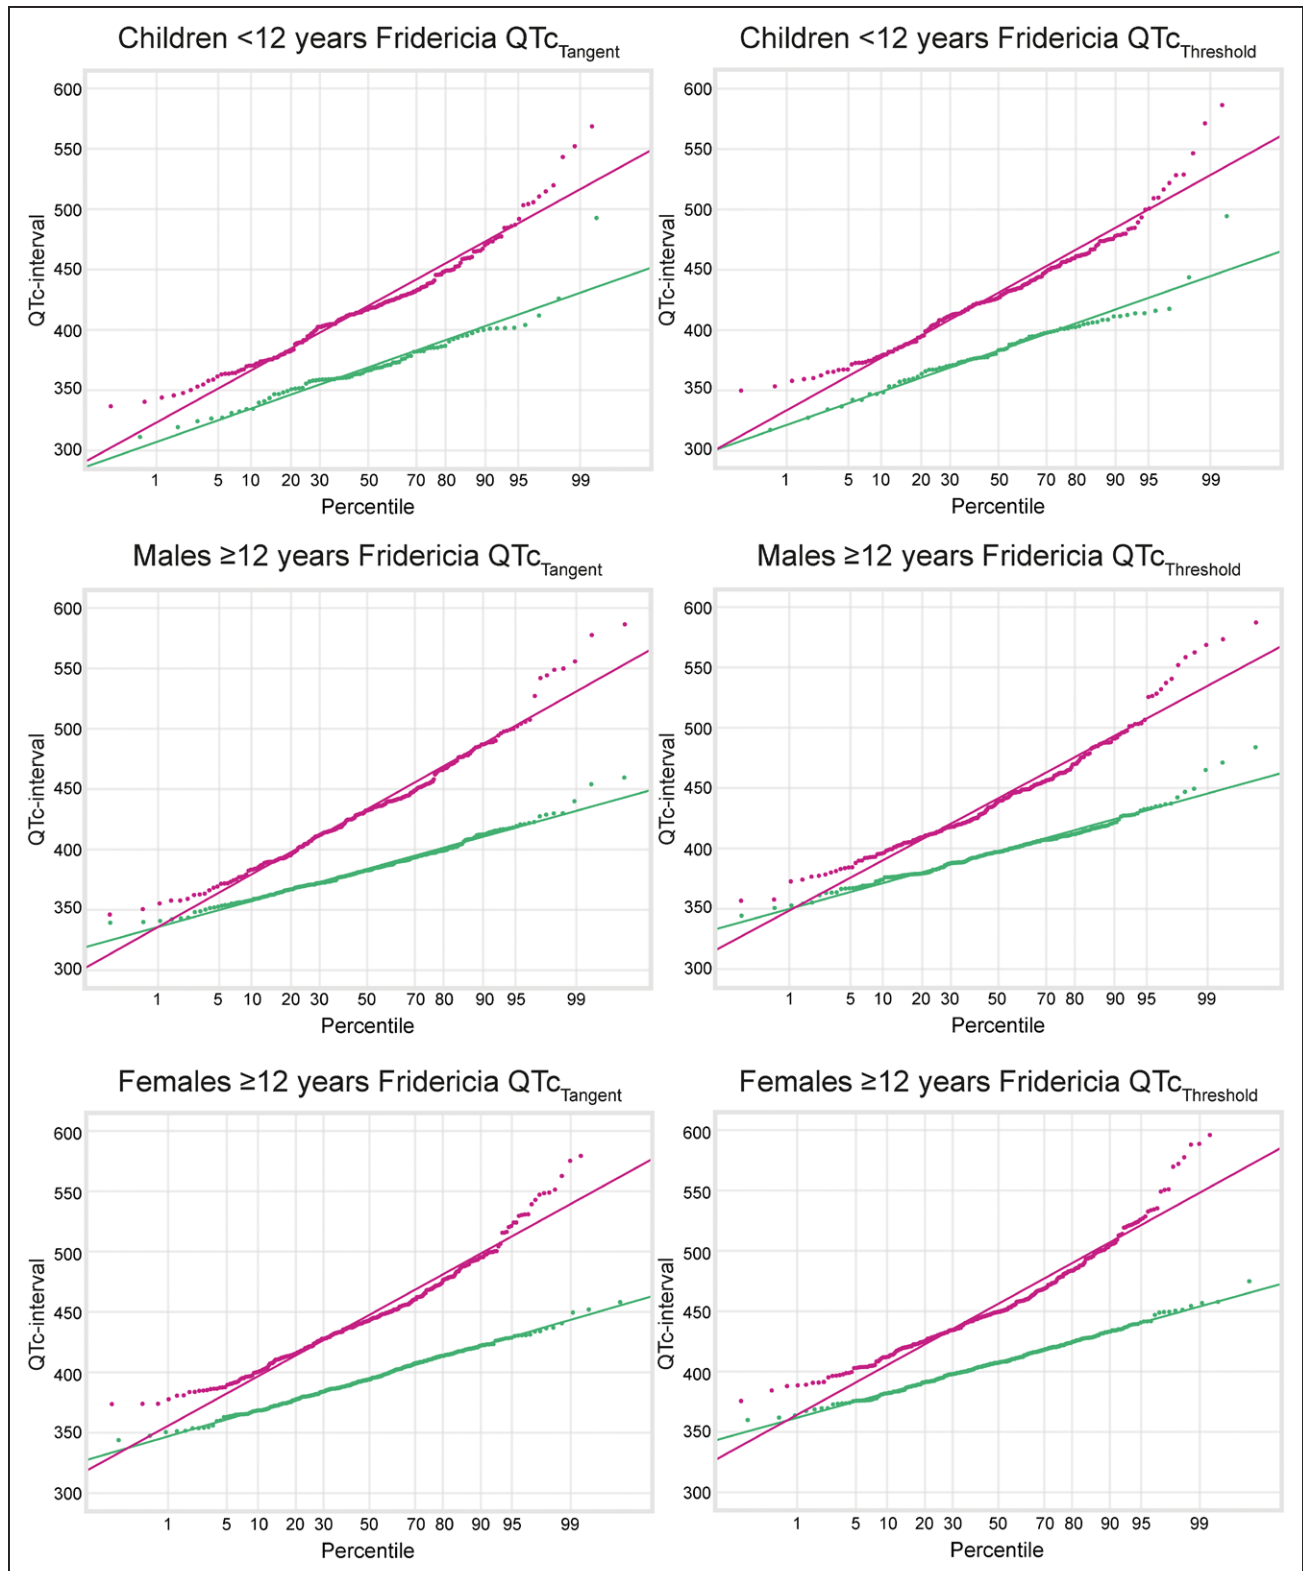 Children <12 years Fridericia QTcTangent
600
550
500
450
400
350
300
QTc-interval
1 5 10 20 30 50 70 80 90 95 99
Percentile
Children <12 years Fridericia QTcThreshold
600
550
500
450
400
350
300
QTc-interval
1 5 10 20 30 50 70 80 90 95 99
Percentile
Males ≥12 years Fridericia QTcTangent
600
550
500
450
400
350
300
QTc-interval
1 5 10 20 30 50 70 80 90 95 99
Percentile
Males ≥12 years Fridericia QTcThreshold
600
550
500
450
400
350
300
QTc-interval
1 5 10 20 30 50 70 80 90 95 99
Percentile
Females ≥12 years Fridericia QTcTangent
600
550
500
450
400
350
300
QTc-interval
1 5 10 20 30 50 70 80 90 95 99
Percentile
Females ≥12 years Fridericia QTcThreshold
600
550
500
450
400
350
300
QTc-interval
1 5 10 20 30 50 70 80 90 95 99
Percentile